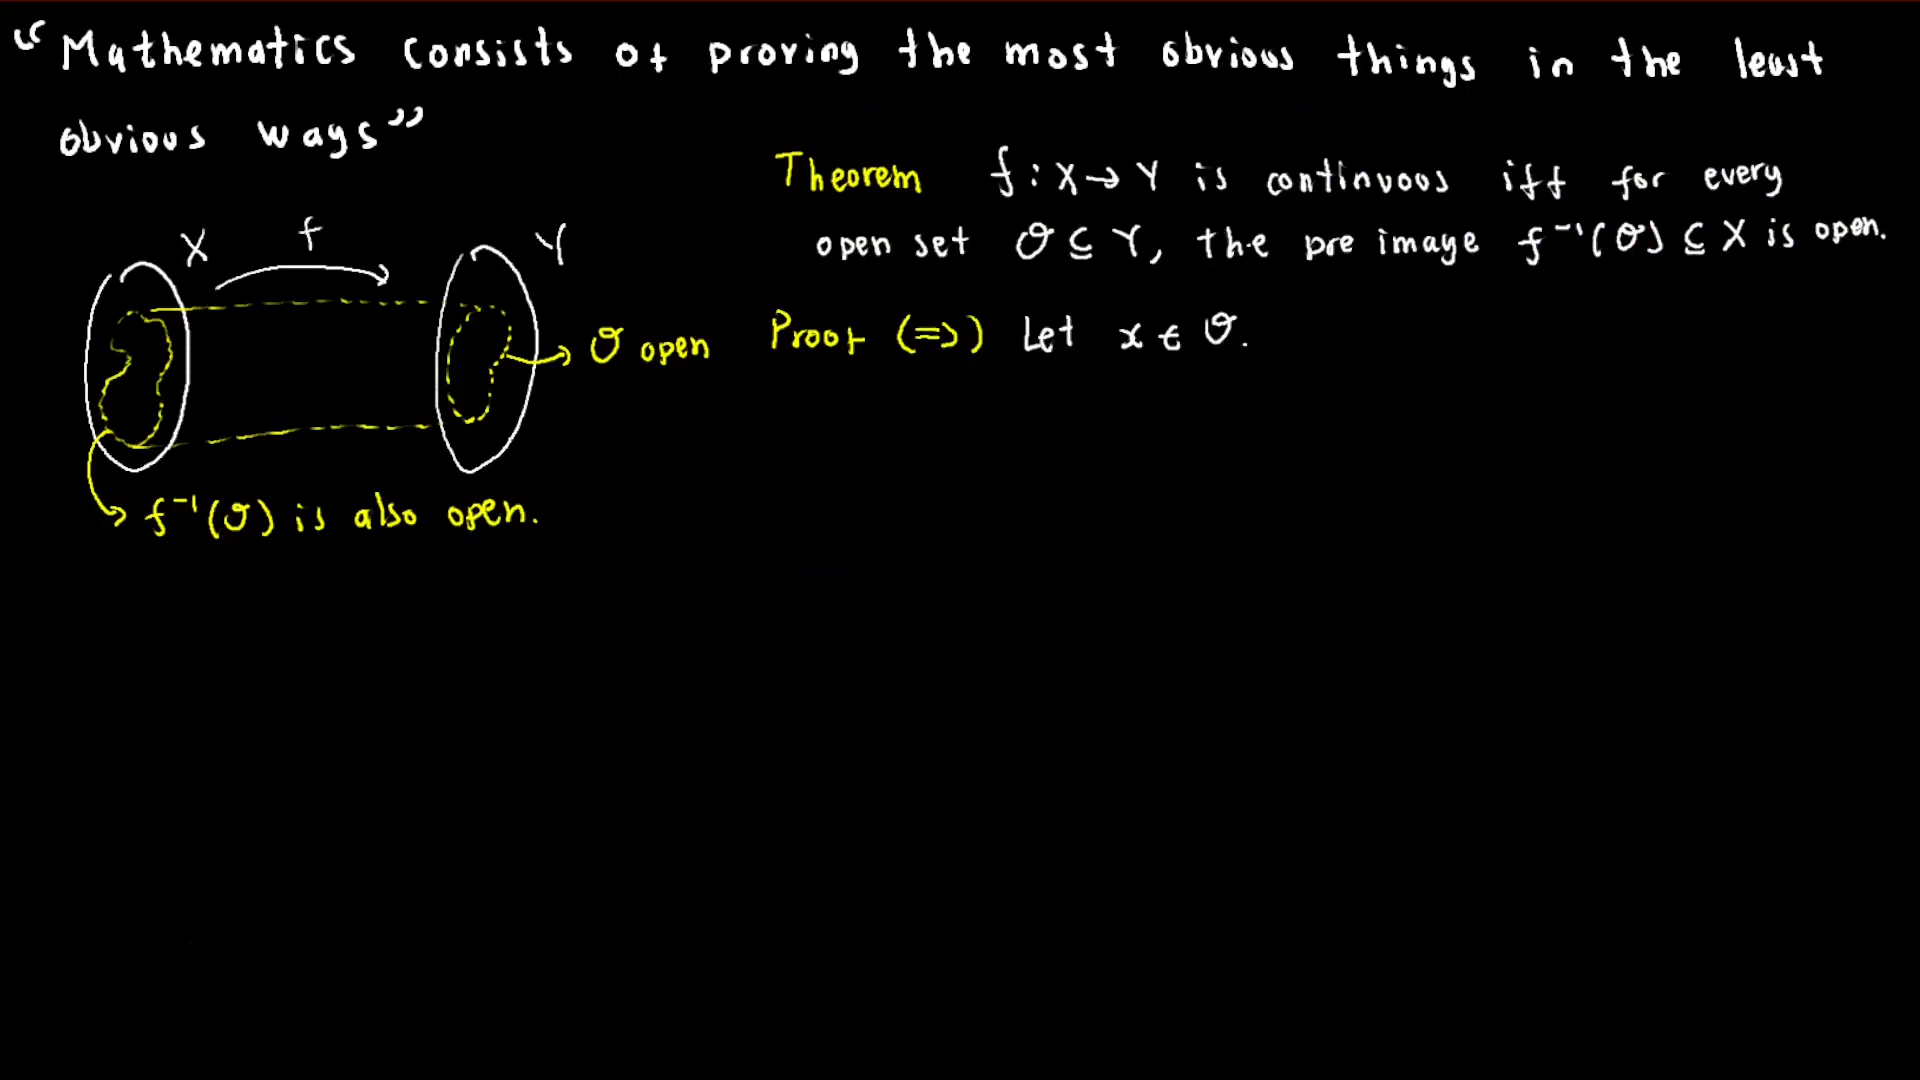 “Mathematics consists of proving the most obvious things in the least
obvious ways”
Theorem f : X → Y is continuous iff for every
open set O ⊆ Y, the pre image f⁻¹(O) ⊆ X is open.
X f Y
O open
Proof (⇒) Let x ∈ O.
f⁻¹(O) is also open.